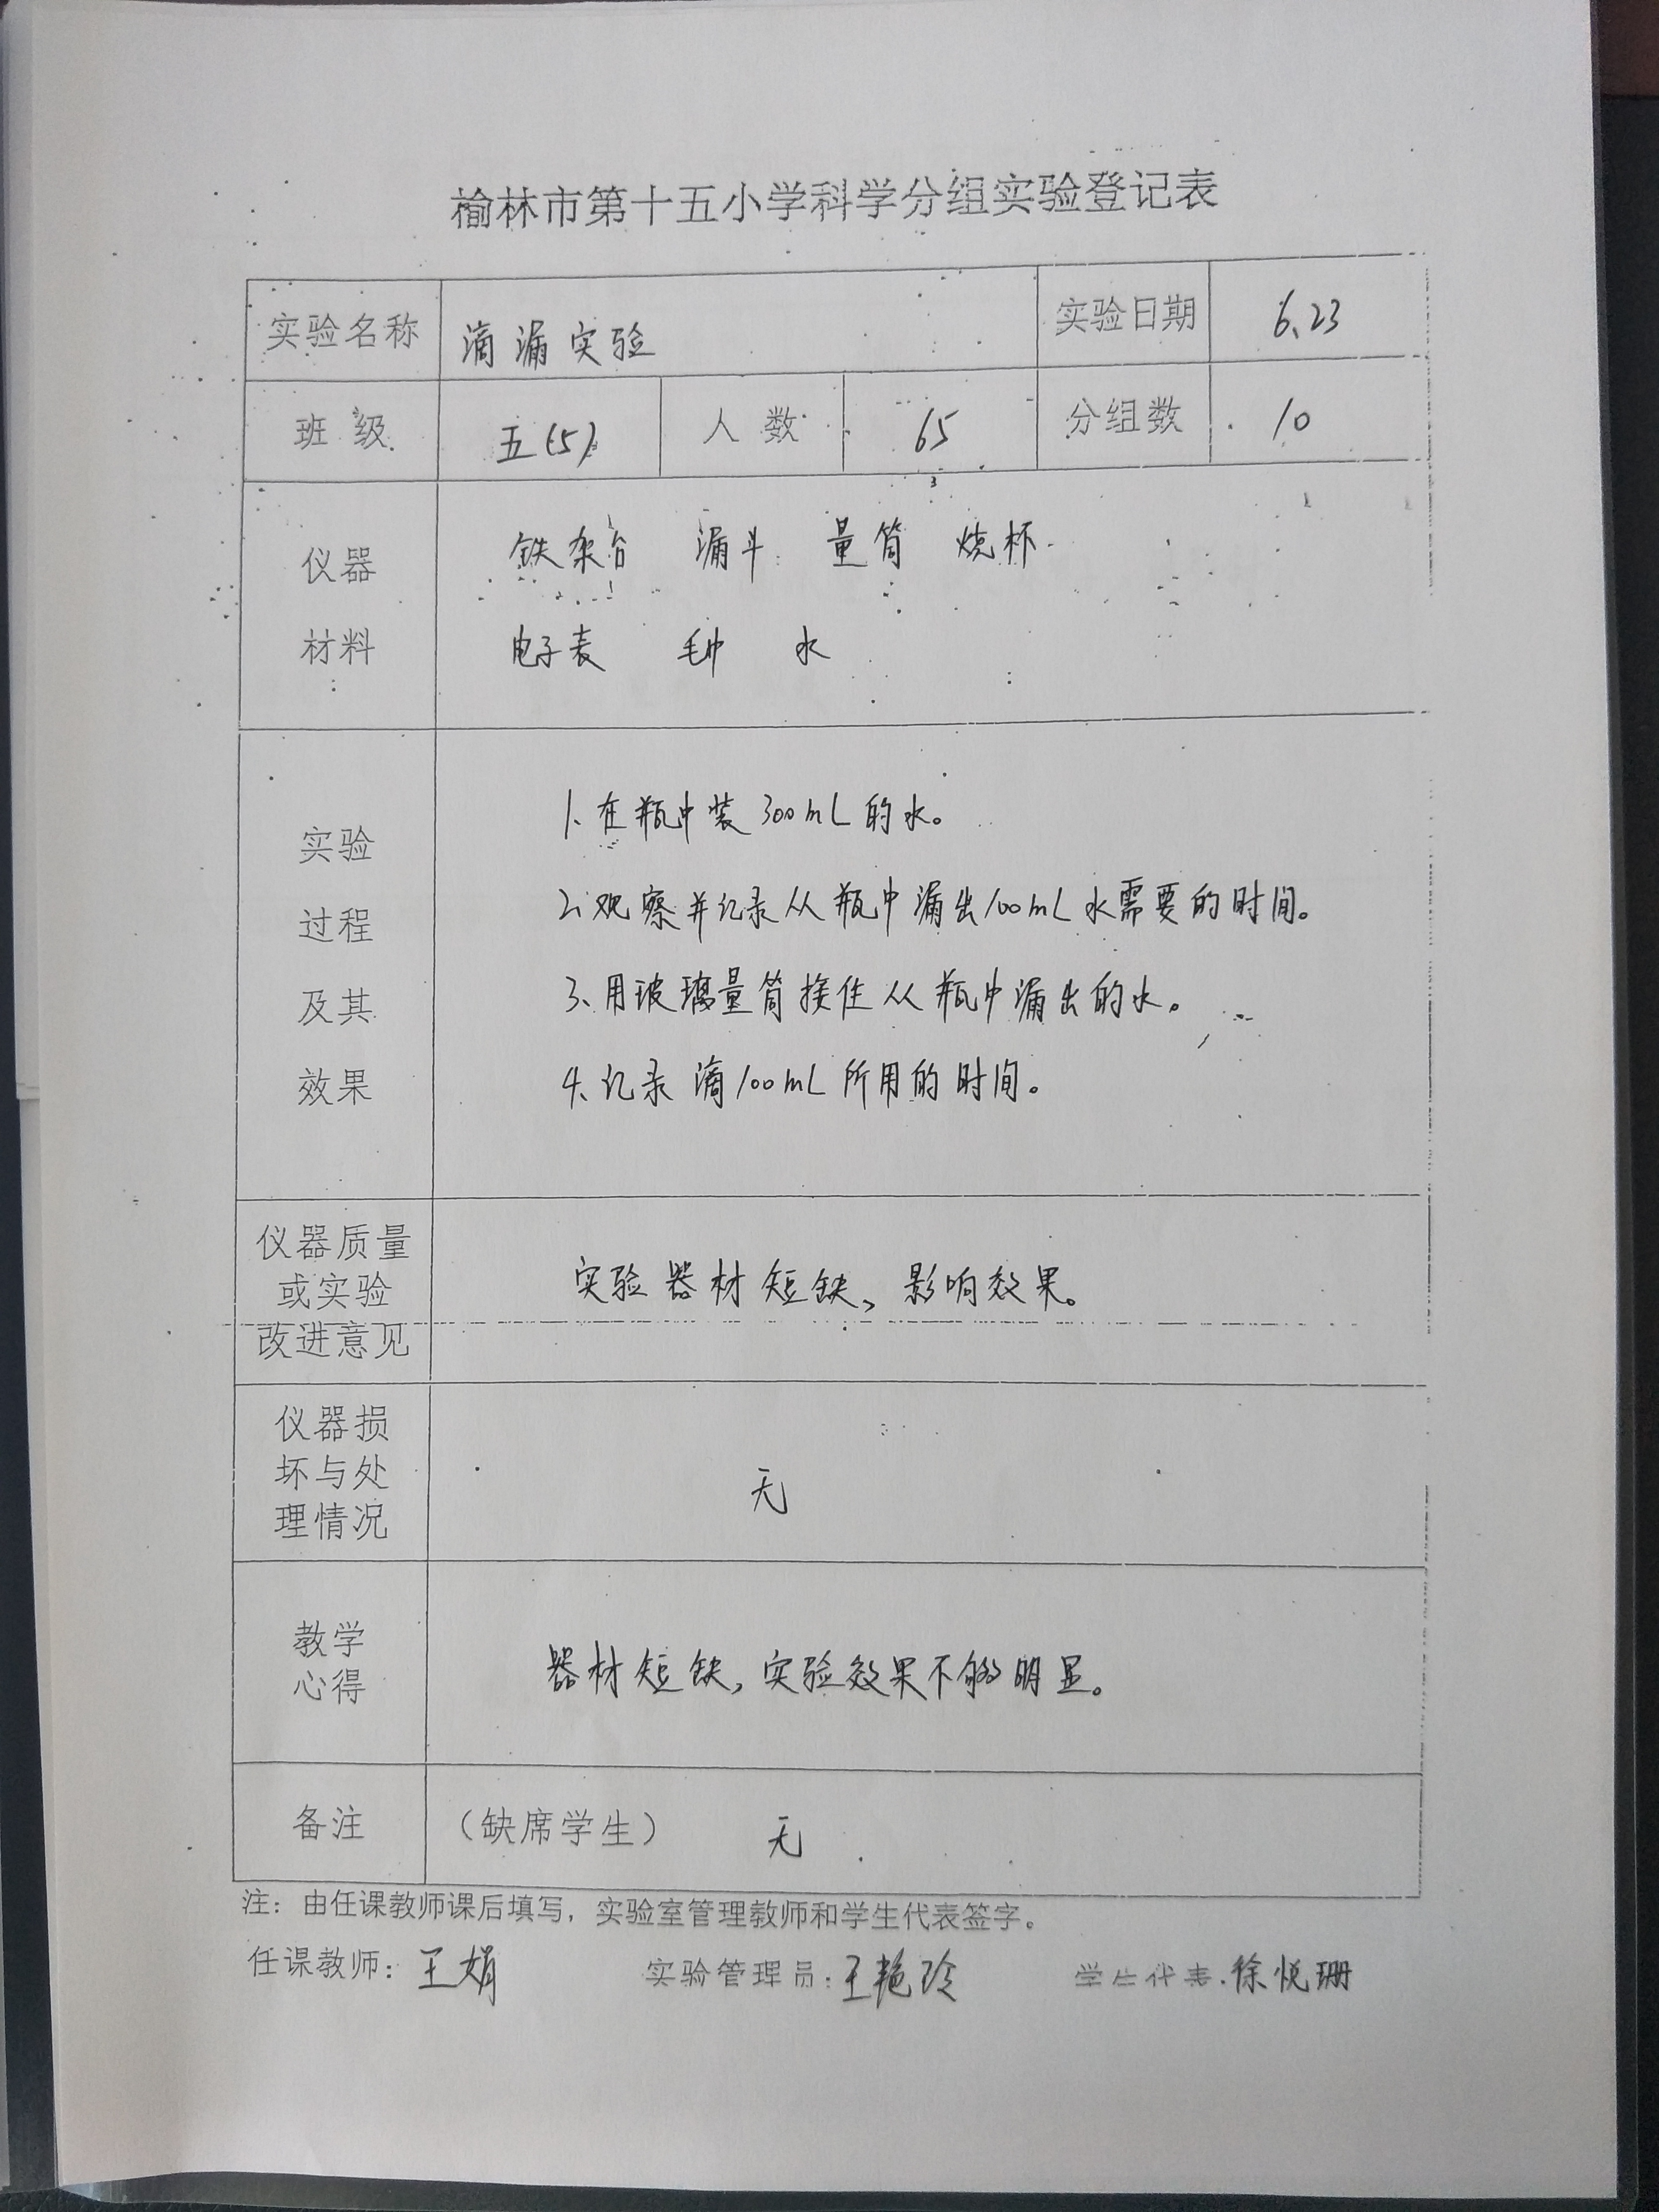 榆林市第十五小学科学分组实验登记表
实验名称 滴漏实验 实验日期 6.23
班级 五(5) 人数 65 分组数 10
仪器 铁架台 漏斗 量筒 烧杯
材料 电子表 毛巾 水
1.在瓶中装300mL的水。
实验
2.观察并记录从瓶中漏出100mL水需要的时间。
过程
3、用玻璃量筒接住从瓶中漏出的水。
及其
4、记录滴100mL所用的时间。
效果
仪器质量
或实验 实验器材短缺、影响效果。
改进意见
仪器损
坏与处 无
理情况
教学
心得 器材短缺,实验效果不够明显。
备注 （缺席学生） 无
注：由任课教师课后填写，实验室管理教师和学生代表签字。
任课教师：王娟 实验管理员：王艳玲 学生代表：徐悦珊